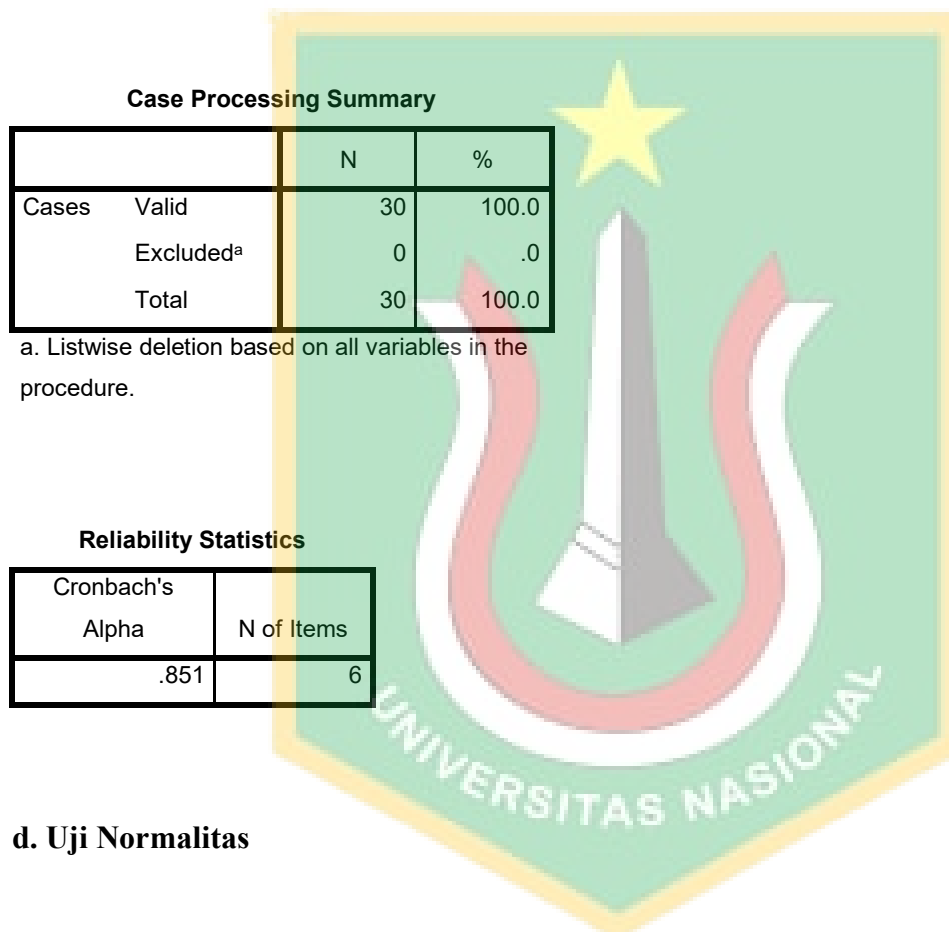 Case Processing Summary
N %
Cases Valid 30 100.0
Excludedᵃ 0 .0
Total 30 100.0
a. Listwise deletion based on all variables in the
procedure.
Reliability Statistics
Cronbach's
Alpha N of Items
.851 6
UNIVERSITAS NASIONAL
d. Uji Normalitas